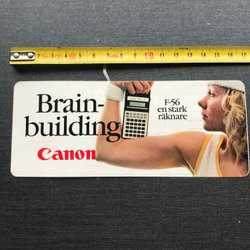 Brain-
building
Canon
F-56
en stark
räknare